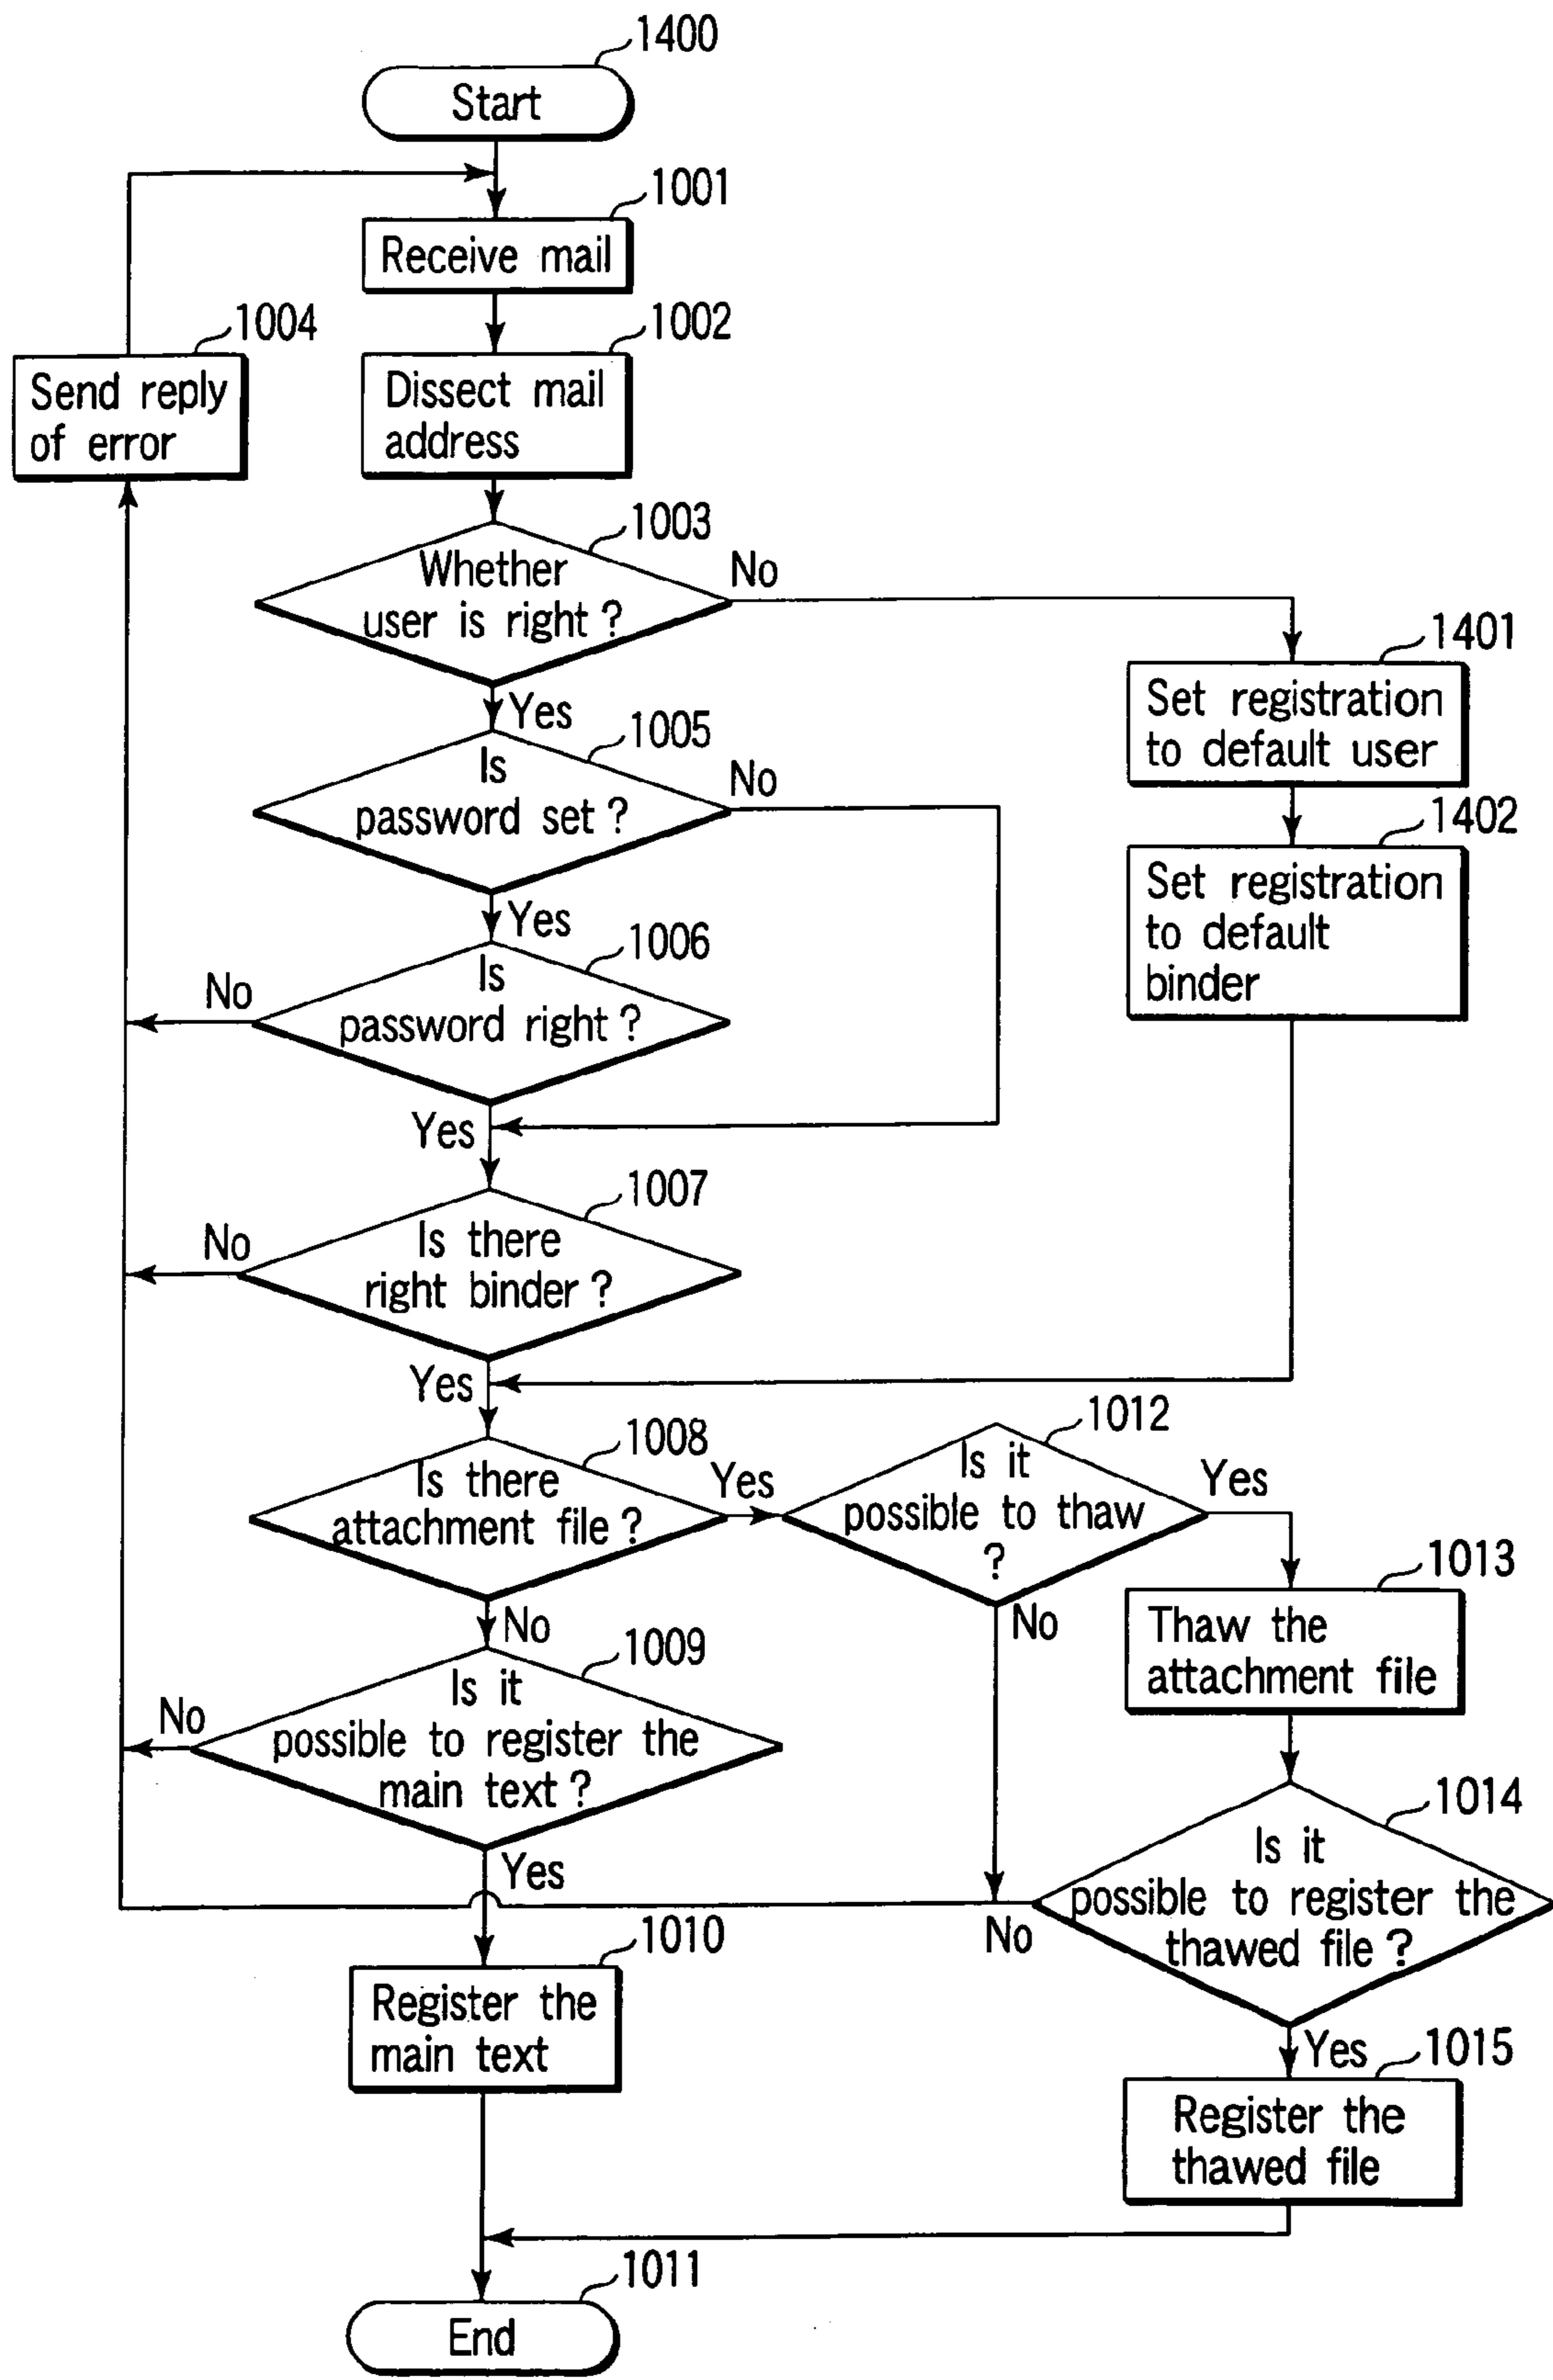 1400
Start
1001
Receive mail
1004
Send reply
of error
1002
Dissect mail
address
1003
Whether
user is right ?
No
Yes
1401
Set registration
to default user
1005
Is
password set ?
No
Yes
1402
Set registration
to default
binder
1006
Is
password right ?
No
Yes
1007
Is there
right binder ?
No
Yes
1008
Is there
attachment file ?
Yes
No
1012
Is it
possible to thaw
?
Yes
No
1013
Thaw the
attachment file
1009
Is it
possible to register the
main text ?
No
Yes
1014
Is it
possible to register the
thawed file ?
No
Yes
1010
Register the
main text
1015
Register the
thawed file
1011
End